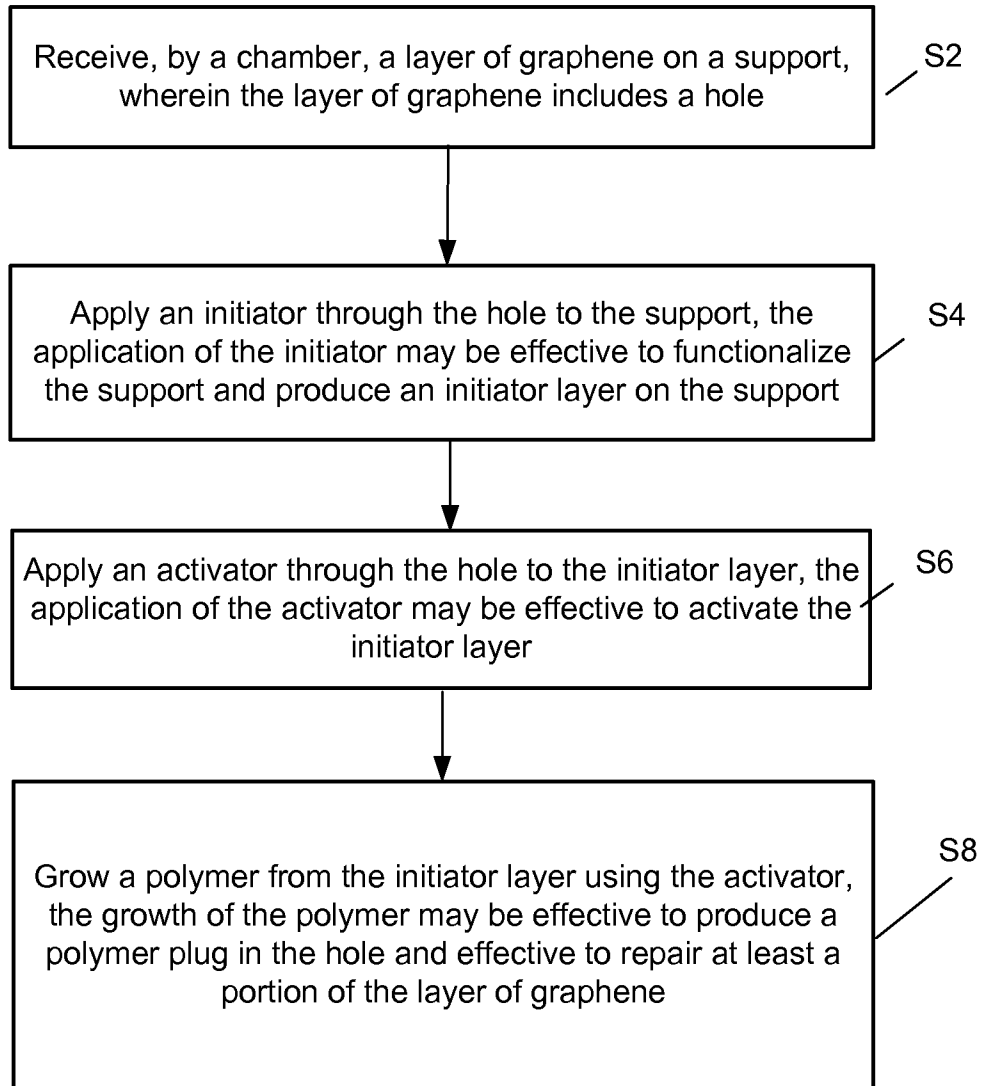 Receive, by a chamber, a layer of graphene on a support,
wherein the layer of graphene includes a hole
S2
Apply an initiator through the hole to the support, the
application of the initiator may be effective to functionalize
the support and produce an initiator layer on the support
S4
Apply an activator through the hole to the initiator layer, the
application of the activator may be effective to activate the
initiator layer
S6
Grow a polymer from the initiator layer using the activator,
the growth of the polymer may be effective to produce a
polymer plug in the hole and effective to repair at least a
portion of the layer of graphene
S8